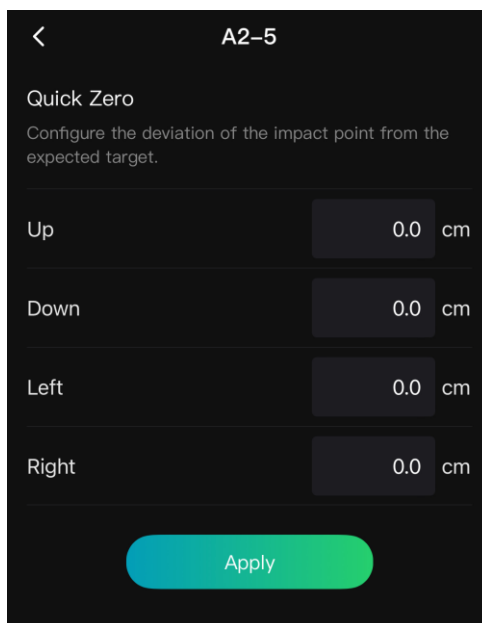 A2-5
Quick Zero
Configure the deviation of the impact point from the
expected target.
Up 0.0 cm
Down 0.0 cm
Left 0.0 cm
Right 0.0 cm
Apply